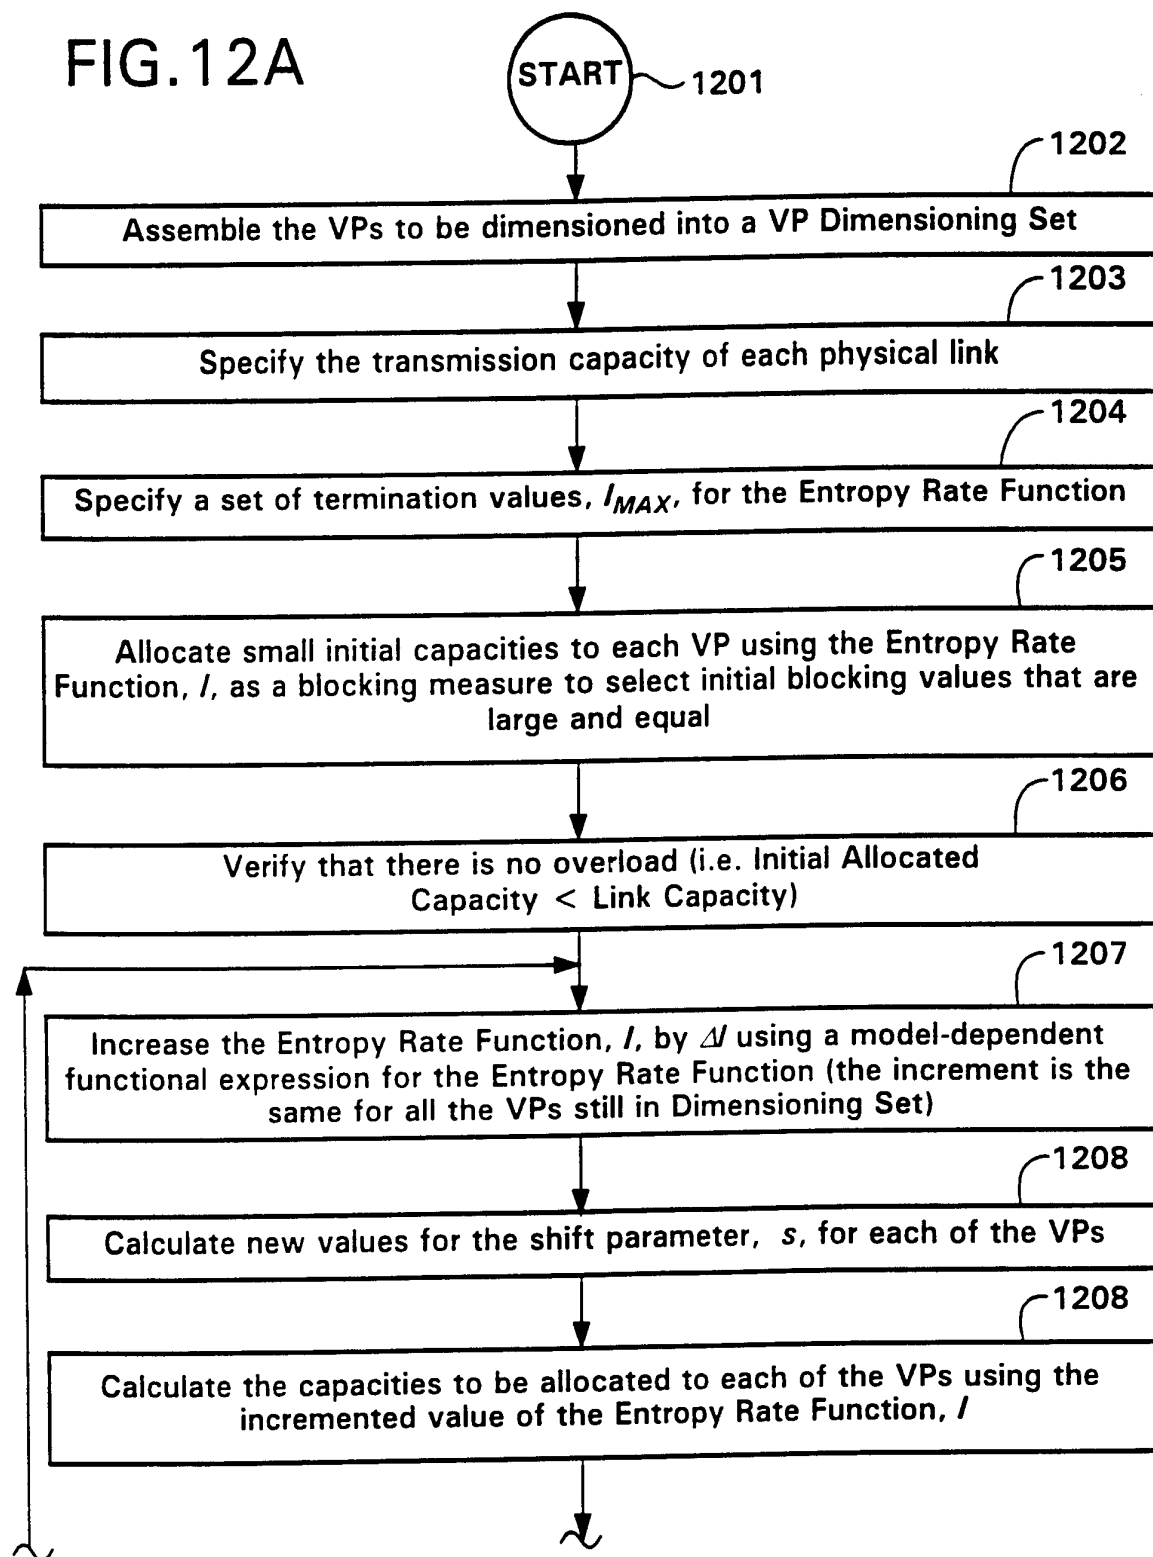 FIG.12A
START
1201
1202
Assemble the VPs to be dimensioned into a VP Dimensioning Set
1203
Specify the transmission capacity of each physical link
1204
Specify a set of termination values, I_MAX, for the Entropy Rate Function
1205
Allocate small initial capacities to each VP using the Entropy Rate
Function, I, as a blocking measure to select initial blocking values that are
large and equal
1206
Verify that there is no overload (i.e. Initial Allocated
Capacity < Link Capacity)
1207
Increase the Entropy Rate Function, I, by ΔI using a model-dependent
functional expression for the Entropy Rate Function (the increment is the
same for all the VPs still in Dimensioning Set)
1208
Calculate new values for the shift parameter, s, for each of the VPs
1208
Calculate the capacities to be allocated to each of the VPs using the
incremented value of the Entropy Rate Function, I